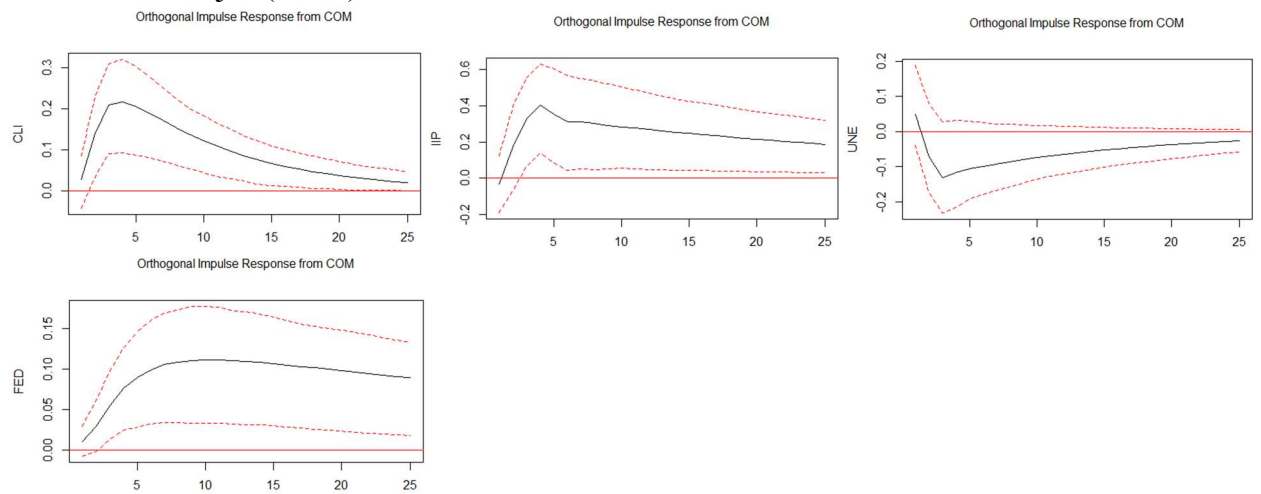 Orthogonal Impulse Response from COM
CLI
0.0 0.1 0.2 0.3
5 10 15 20 25
Orthogonal Impulse Response from COM
IIP
-0.2 0.0 0.2 0.4 0.6
5 10 15 20 25
Orthogonal Impulse Response from COM
UNE
-0.2 -0.1 0.0 0.1 0.2
5 10 15 20 25
Orthogonal Impulse Response from COM
FED
0.00 0.05 0.10 0.15
5 10 15 20 25